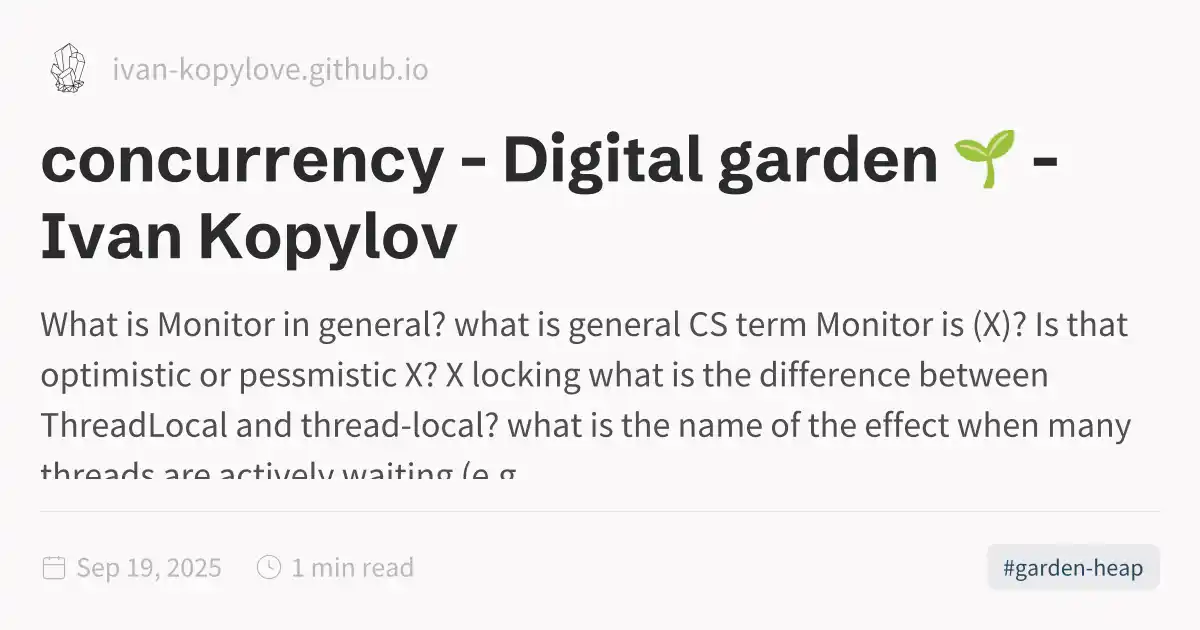 ivan-kopylove.github.io
concurrency - Digital garden 🌱 -
Ivan Kopylov
What is Monitor in general? what is general CS term Monitor is (X)? Is that
optimistic or pessmistic X? X locking what is the difference between
ThreadLocal and thread-local? what is the name of the effect when many
threads are actively waiting (e.g
Sep 19, 2025
1 min read
#garden-heap